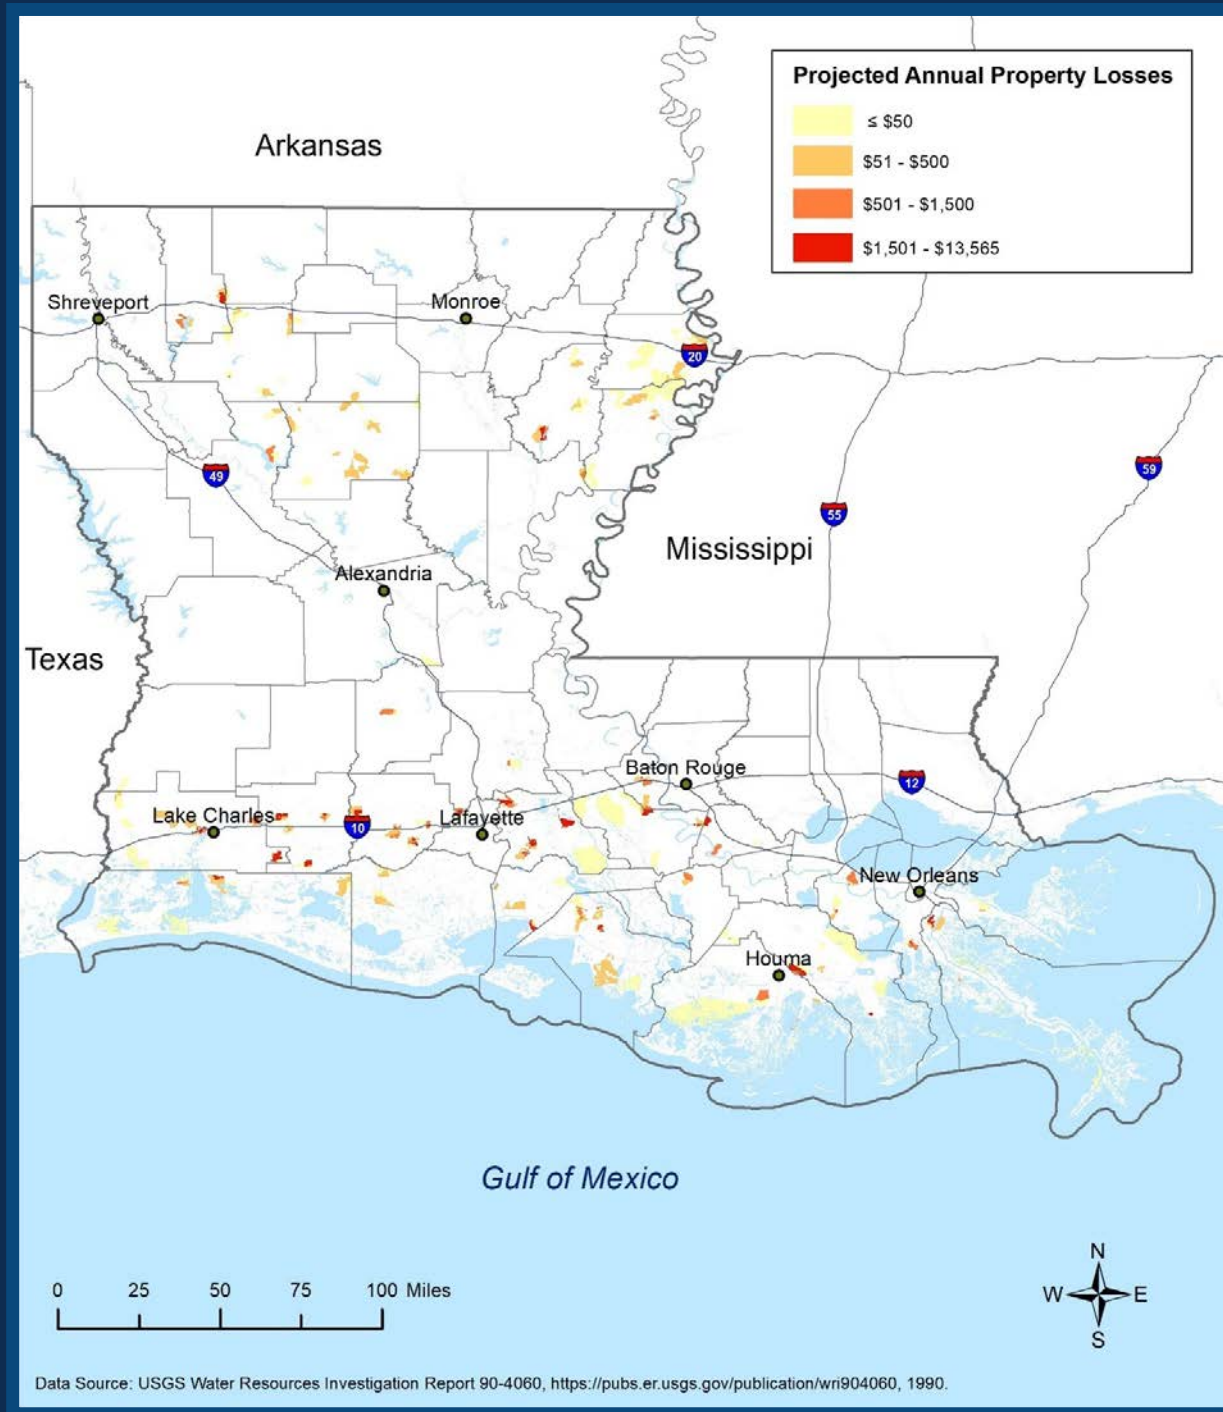 Projected Annual Property Losses
≤ $50
$51 - $500
$501 - $1,500
$1,501 - $13,565
Arkansas
Shreveport
Monroe
20
49
59
55
Mississippi
Alexandria
Texas
Baton Rouge
12
Lake Charles
10
Lafayette
New Orleans
Houma
Gulf of Mexico
N
W
E
S
0 25 50 75 100 Miles
Data Source: USGS Water Resources Investigation Report 90-4060, https://pubs.er.usgs.gov/publication/wri904060, 1990.